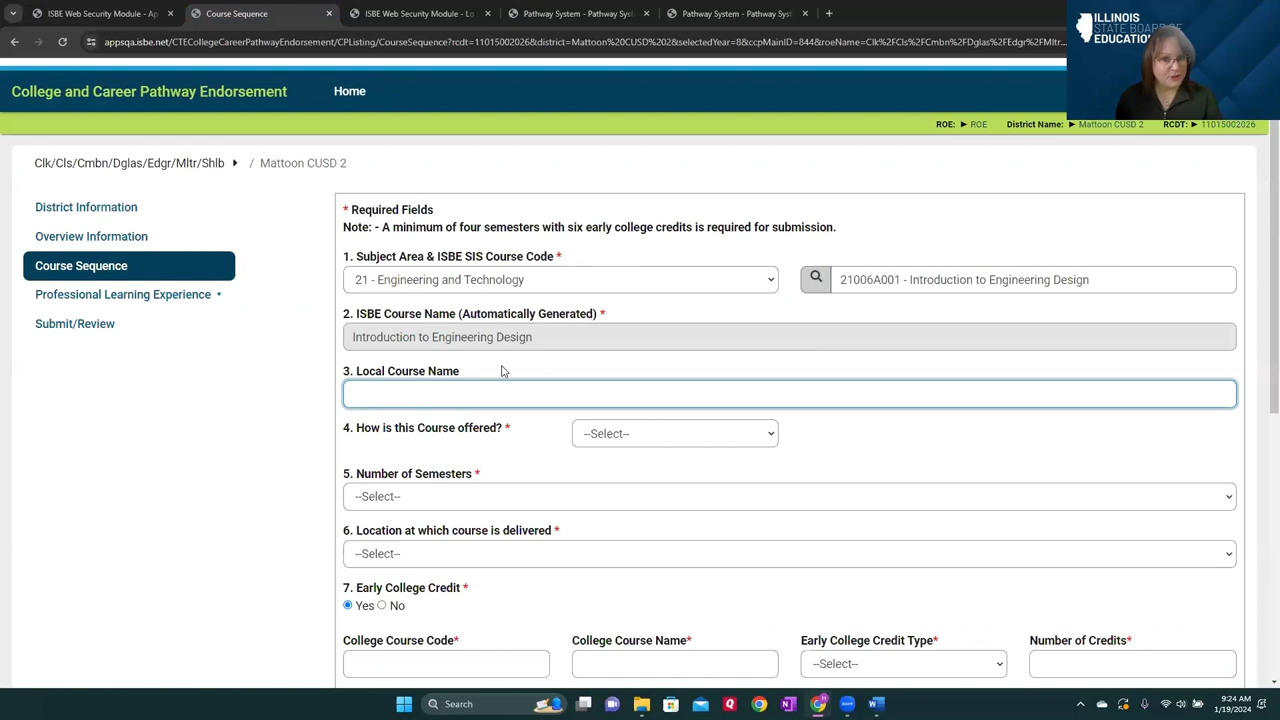 ISBE Web Security Module - Ap
Course Sequence
ISBE Web Security Module - Lo
Pathway System - Pathway Syst
Pathway System - Pathway Syst
appsqa.isbe.net/CTECollegeCareerPathwayEndorsement/CPListing/CourseSequence?rcdt=11015002026&district=Mattoon%20CUSD%202&selectedYear=8&ccpMainID=844&roeName=Clk%2FCls%2FCmbn%2FDglas%2FEdgr%2FMltr...
ILLINOIS
STATE BOARD OF
EDUCATION
College and Career Pathway Endorsement
Home
ROE: ROE District Name: Mattoon CUSD 2 RCDT: 11015002026
Clk/Cls/Cmbn/Dglas/Edgr/Mltr/Shlb / Mattoon CUSD 2
District Information
Overview Information
Course Sequence
Professional Learning Experience
Submit/Review
* Required Fields
Note: - A minimum of four semesters with six early college credits is required for submission.
1. Subject Area & ISBE SIS Course Code *
21 - Engineering and Technology
21006A001 - Introduction to Engineering Design
2. ISBE Course Name (Automatically Generated) *
Introduction to Engineering Design
3. Local Course Name
4. How is this Course offered? *
--Select--
5. Number of Semesters *
--Select--
6. Location at which course is delivered *
--Select--
7. Early College Credit *
Yes No
College Course Code* College Course Name* Early College Credit Type* Number of Credits*
--Select--
Search
9:24 AM
1/19/2024